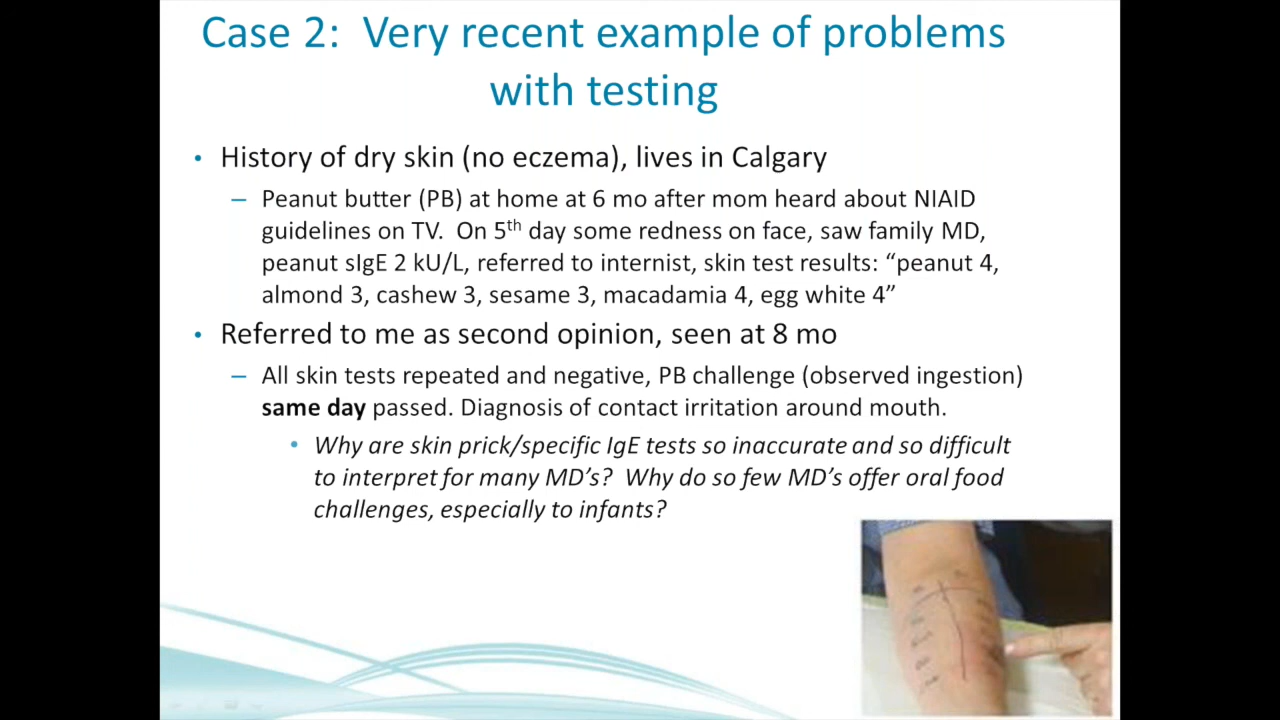 Case 2:  Very recent example of problems
with testing
• History of dry skin (no eczema), lives in Calgary
– Peanut butter (PB) at home at 6 mo after mom heard about NIAID
guidelines on TV.  On 5th day some redness on face, saw family MD,
peanut sIgE 2 kU/L, referred to internist, skin test results: “peanut 4,
almond 3, cashew 3, sesame 3, macadamia 4, egg white 4”
• Referred to me as second opinion, seen at 8 mo
– All skin tests repeated and negative, PB challenge (observed ingestion)
same day passed. Diagnosis of contact irritation around mouth.
• Why are skin prick/specific IgE tests so inaccurate and so difficult
to interpret for many MD’s?  Why do so few MD’s offer oral food
challenges, especially to infants?